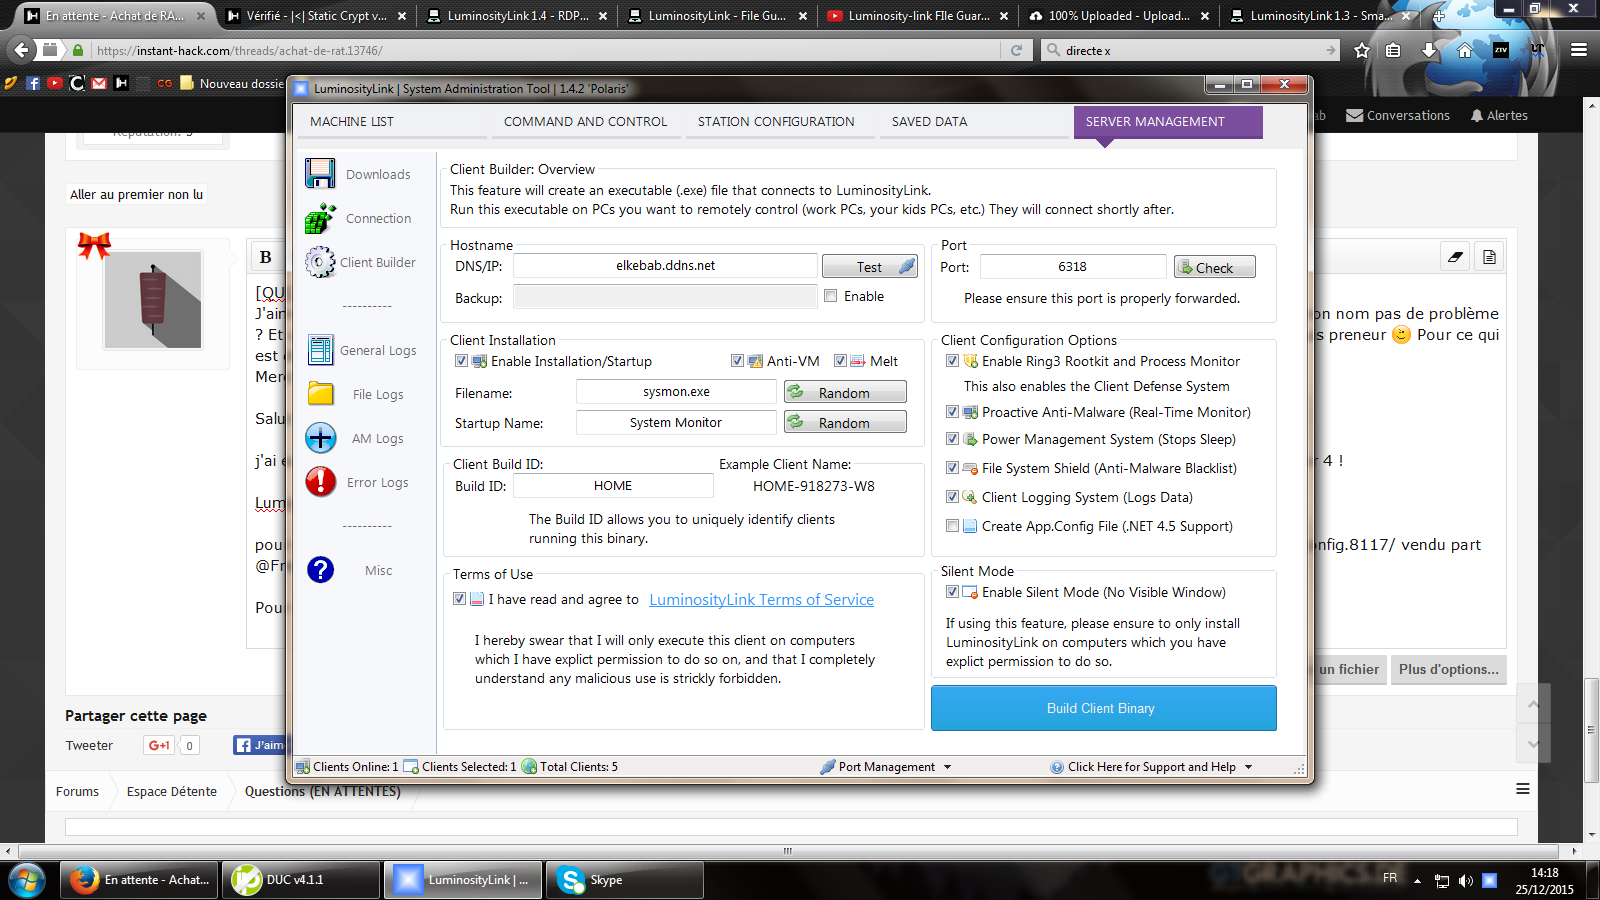 En attente - Achat de RA...
Vérifié - |<| Static Crypt v...
LuminosityLink 1.4 - RDP...
LuminosityLink - File Gu...
Luminosity-link FIle Guar...
100% Uploaded - Upload...
LuminosityLink 1.3 - Sma...
https://instant-hack.com/threads/achat-de-rat.13746/
directe x
ZTV
CG
Nouveau dossie
LuminosityLink | System Administration Tool | 1.4.2 'Polaris'
MACHINE LIST
COMMAND AND CONTROL
STATION CONFIGURATION
SAVED DATA
SERVER MANAGEMENT
ab
Conversations
Alertes
Aller au premier non lu
Downloads
Connection
Client Builder
----------
General Logs
File Logs
AM Logs
Error Logs
----------
Misc
Client Builder: Overview
This feature will create an executable (.exe) file that connects to LuminosityLink.
Run this executable on PCs you want to remotely control (work PCs, your kids PCs, etc.) They will connect shortly after.
Hostname
DNS/IP:
elkebab.ddns.net
Test
Backup:
Enable
Port
Port:
6318
Check
Please ensure this port is properly forwarded.
Client Installation
Enable Installation/Startup
Anti-VM
Melt
Filename:
sysmon.exe
Random
Startup Name:
System Monitor
Random
Client Configuration Options
Enable Ring3 Rootkit and Process Monitor
This also enables the Client Defense System
Proactive Anti-Malware (Real-Time Monitor)
Power Management System (Stops Sleep)
File System Shield (Anti-Malware Blacklist)
Client Logging System (Logs Data)
Create App.Config File (.NET 4.5 Support)
Client Build ID:
Example Client Name:
Build ID:
HOME
HOME-918273-W8
The Build ID allows you to uniquely identify clients
running this binary.
Terms of Use
I have read and agree to
LuminosityLink Terms of Service
I hereby swear that I will only execute this client on computers
which I have explict permission to do so on, and that I completely
understand any malicious use is strickly forbidden.
Silent Mode
Enable Silent Mode (No Visible Window)
If using this feature, please ensure to only install
LuminosityLink on computers which you have
explict permission to do so.
Build Client Binary
Clients Online: 1
Clients Selected: 1
Total Clients: 5
Port Management
Click Here for Support and Help
B
[QU
J'ain
on nom pas de problème
? Et
s preneur
Pour ce qui
est
Merc
Salu
j'ai e
r 4 !
Lum
pou
nfig.8117/ vendu part
@Fr
Pou
un fichier
Plus d'options...
Partager cette page
Tweeter
G+1
0
J'aim
Forums
Espace Détente
Questions (EN ATTENTES)
En attente - Achat...
DUC v4.1.1
LuminosityLink | ...
Skype
FR
14:18
25/12/2015